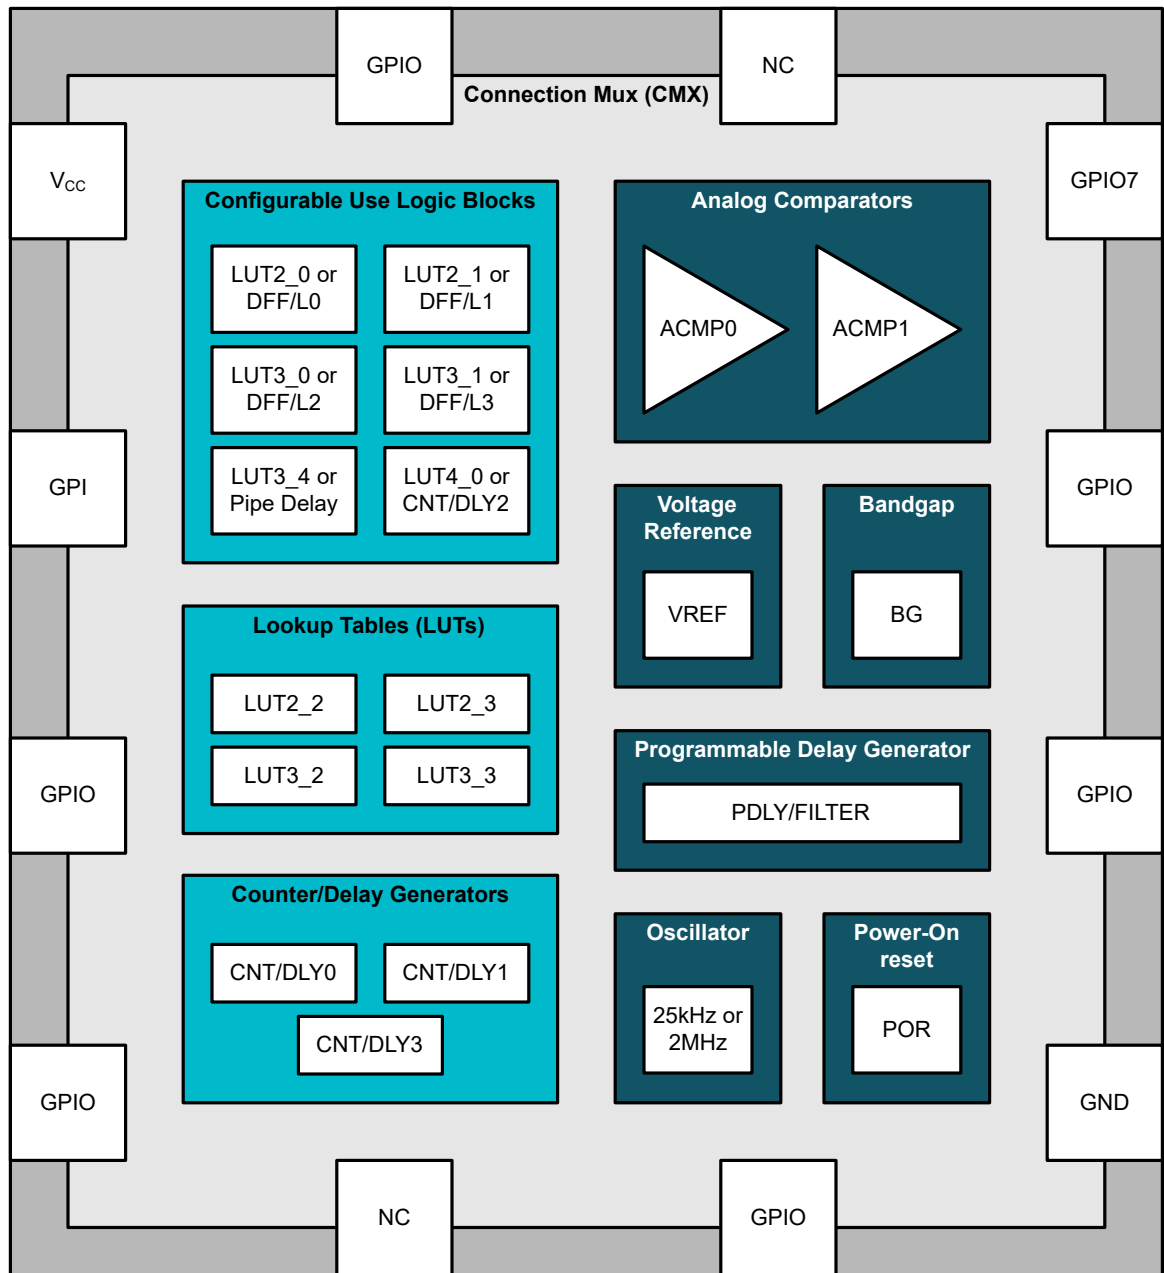 GPIO
NC
Connection Mux (CMX)
VCC
GPIO7
Configurable Use Logic Blocks
LUT2_0 or
DFF/L0
LUT2_1 or
DFF/L1
LUT3_0 or
DFF/L2
LUT3_1 or
DFF/L3
LUT3_4 or
Pipe Delay
LUT4_0 or
CNT/DLY2
Analog Comparators
ACMP0
ACMP1
GPI
GPIO
Voltage
Reference
VREF
Bandgap
BG
Lookup Tables (LUTs)
LUT2_2
LUT2_3
LUT3_2
LUT3_3
Programmable Delay Generator
PDLY/FILTER
GPIO
GPIO
Counter/Delay Generators
CNT/DLY0
CNT/DLY1
CNT/DLY3
Oscillator
25kHz or
2MHz
Power-On
reset
POR
GPIO
GND
NC
GPIO